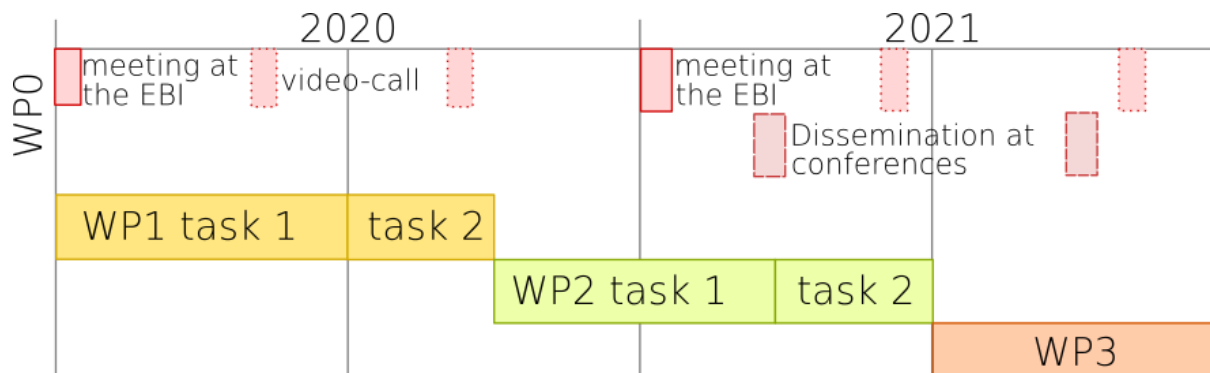 2020
2021
WP0
meeting at
the EBI
video-call
meeting at
the EBI
Dissemination at
conferences
WP1 task 1
task 2
WP2 task 1
task 2
WP3